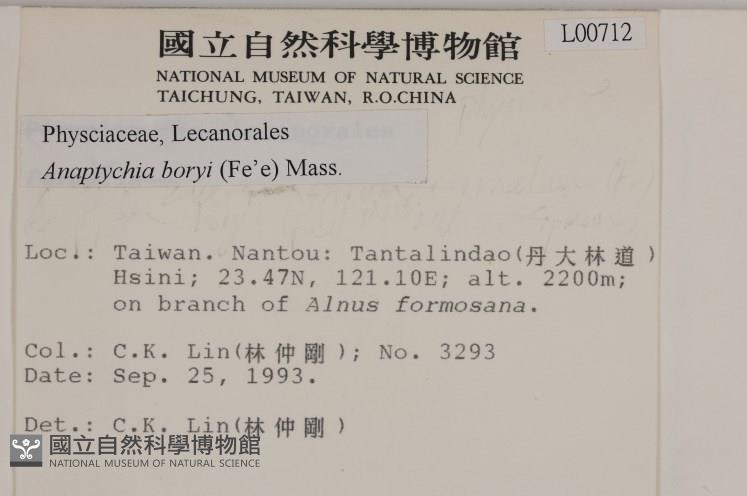 國立自然科學博物館
L00712
NATIONAL MUSEUM OF NATURAL SCIENCE
TAICHUNG, TAIWAN, R.O.CHINA
Physciaceae, Lecanorales
Anaptychia boryi (Fe'e) Mass.
Loc.: Taiwan. Nantou: Tantalindao(丹大林道)
Hsini; 23.47N, 121.10E; alt. 2200m;
on branch of Alnus formosana.
Col.: C.K. Lin(林仲剛); No. 3293
Date: Sep. 25, 1993.
Det.: C.K. Lin(林仲剛)
國立自然科學博物館
NATIONAL MUSEUM OF NATURAL SCIENCE